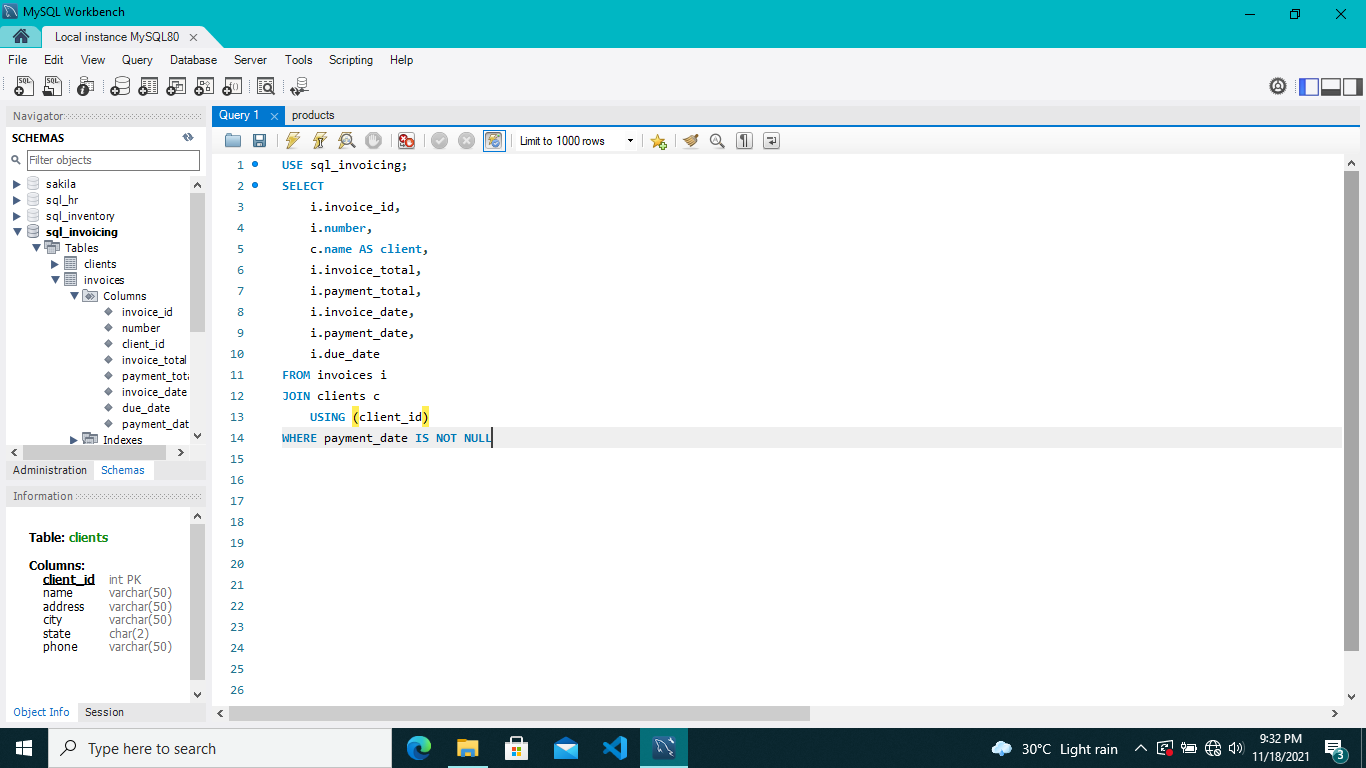 MySQL Workbench
Local instance MySQL80
File Edit View Query Database Server Tools Scripting Help
Navigator
SCHEMAS
Filter objects
sakila
sql_hr
sql_inventory
sql_invoicing
Tables
clients
invoices
Columns
invoice_id
number
client_id
invoice_total
payment_tota
invoice_date
due_date
payment_dat
Indexes
Administration Schemas
Information
Table: clients
Columns:
client_id int PK
name varchar(50)
address varchar(50)
city varchar(50)
state char(2)
phone varchar(50)
Object Info Session
Query 1 products
Limit to 1000 rows
1 USE sql_invoicing;
2 SELECT
3 i.invoice_id,
4 i.number,
5 c.name AS client,
6 i.invoice_total,
7 i.payment_total,
8 i.invoice_date,
9 i.payment_date,
10 i.due_date
11 FROM invoices i
12 JOIN clients c
13 USING (client_id)
14 WHERE payment_date IS NOT NULL
15
16
17
18
19
20
21
22
23
24
25
26
Type here to search
30°C Light rain
9:32 PM
11/18/2021
3